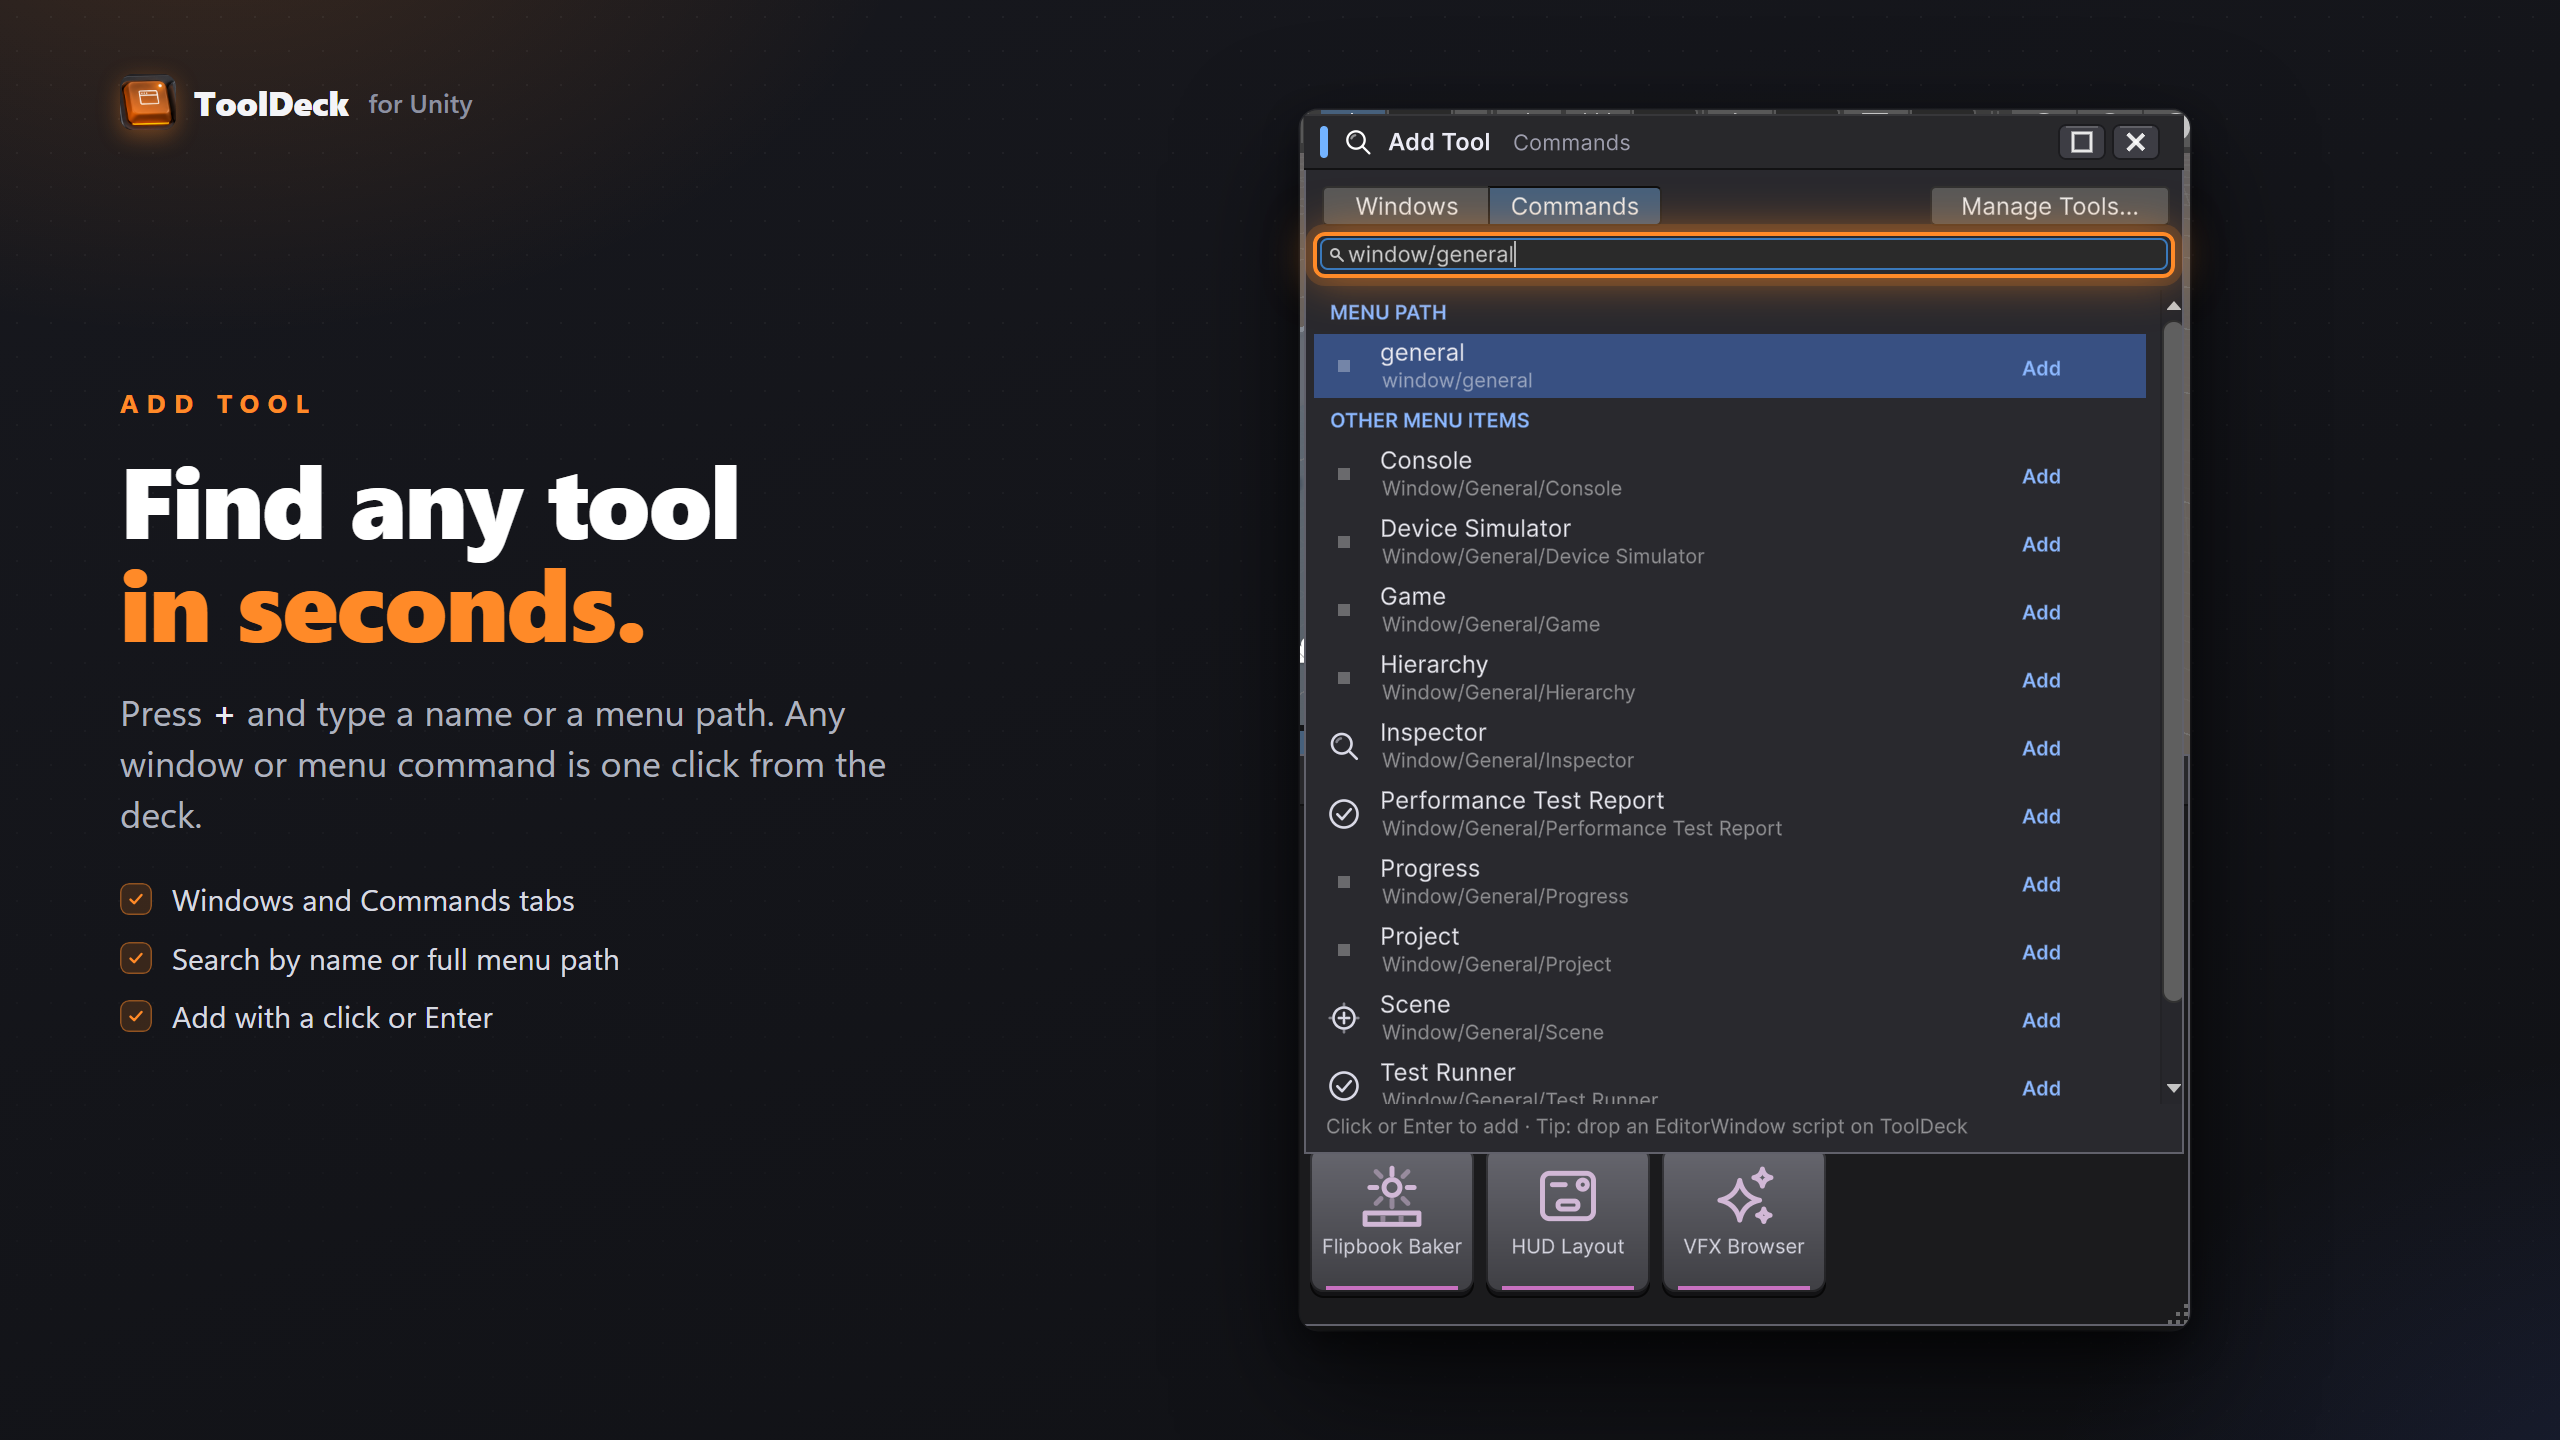 ToolDeck for Unity
ADD TOOL
Find any tool
in seconds.
Press + and type a name or a menu path. Any
window or menu command is one click from the
deck.
Windows and Commands tabs
Search by name or full menu path
Add with a click or Enter
Add Tool Commands
Windows Commands Manage Tools...
window/general
MENU PATH
general Add
window/general
OTHER MENU ITEMS
Console Add
Window/General/Console
Device Simulator Add
Window/General/Device Simulator
Game Add
Window/General/Game
Hierarchy Add
Window/General/Hierarchy
Inspector Add
Window/General/Inspector
Performance Test Report Add
Window/General/Performance Test Report
Progress Add
Window/General/Progress
Project Add
Window/General/Project
Scene Add
Window/General/Scene
Test Runner Add
Window/General/Test Runner
Click or Enter to add · Tip: drop an EditorWindow script on ToolDeck
Flipbook Baker HUD Layout VFX Browser